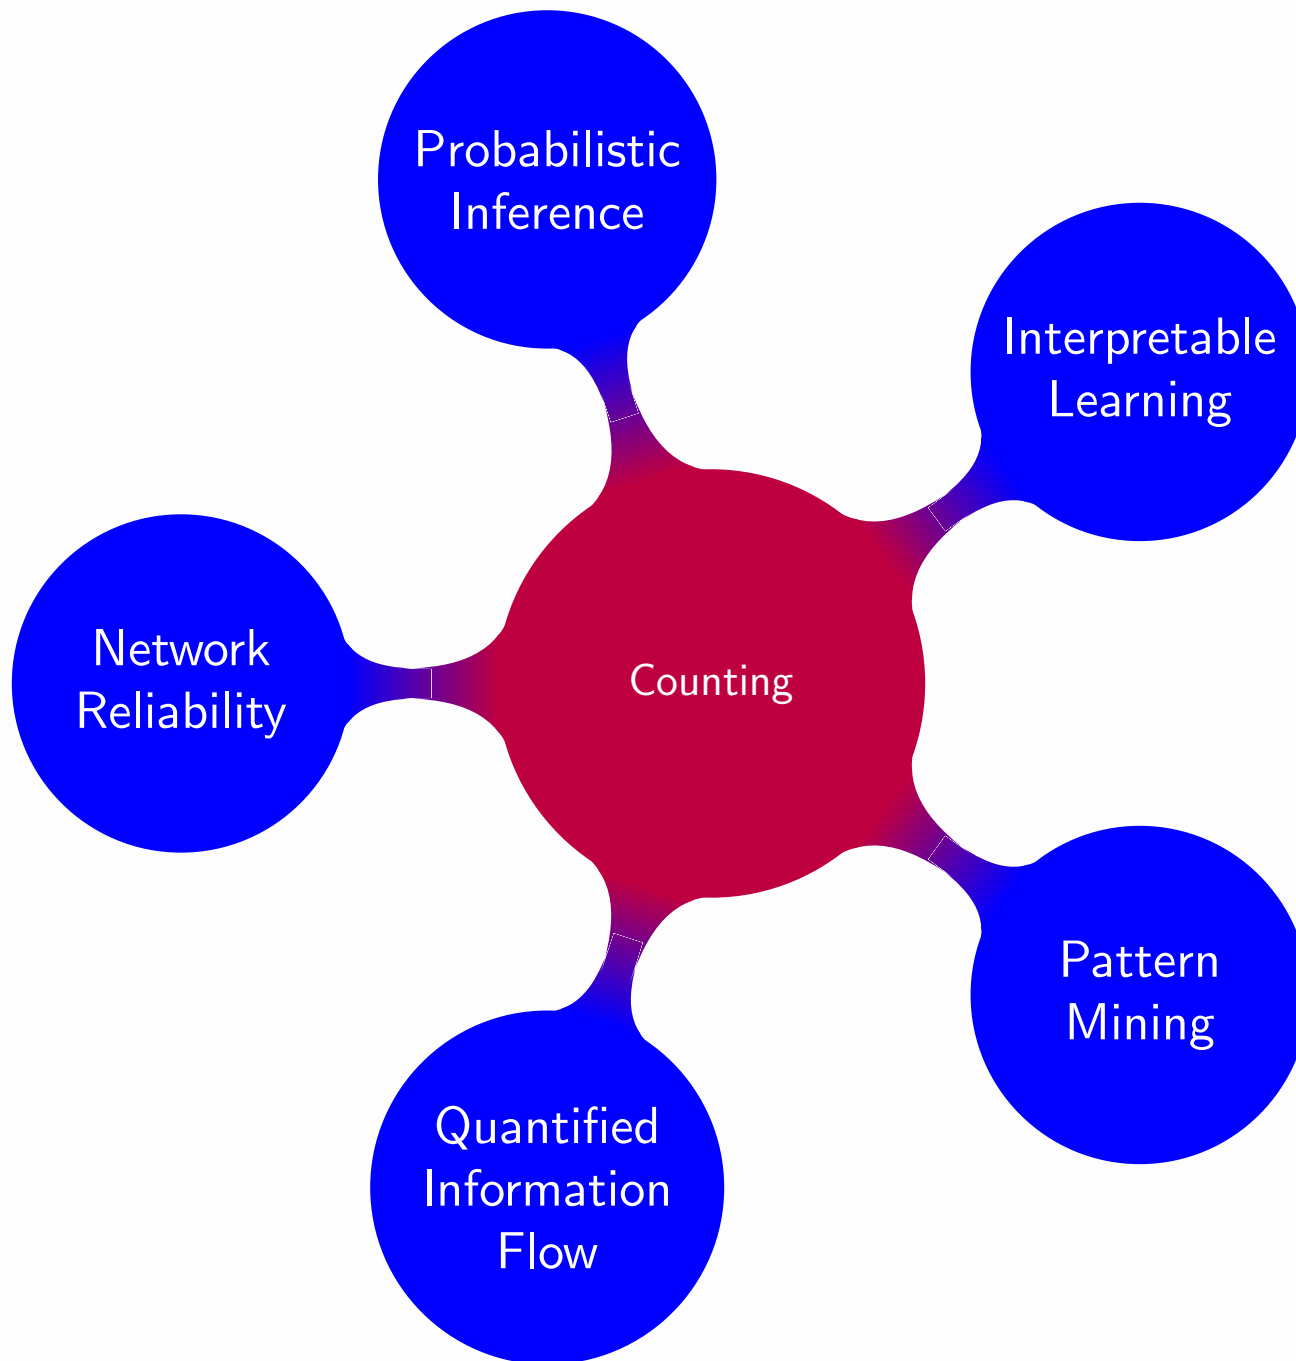 Probabilistic
Inference
Interpretable
Learning
Network
Reliability
Counting
Pattern
Mining
Quantified
Information
Flow